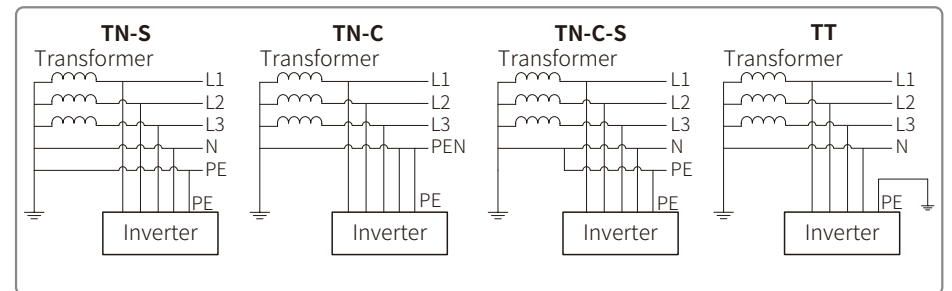 TN-S
Transformer
L1
L2
L3
N
PE
PE
Inverter
TN-C
Transformer
L1
L2
L3
PEN
PE
Inverter
TN-C-S
Transformer
L1
L2
L3
N
PE
PE
Inverter
TT
Transformer
L1
L2
L3
N
PE
Inverter